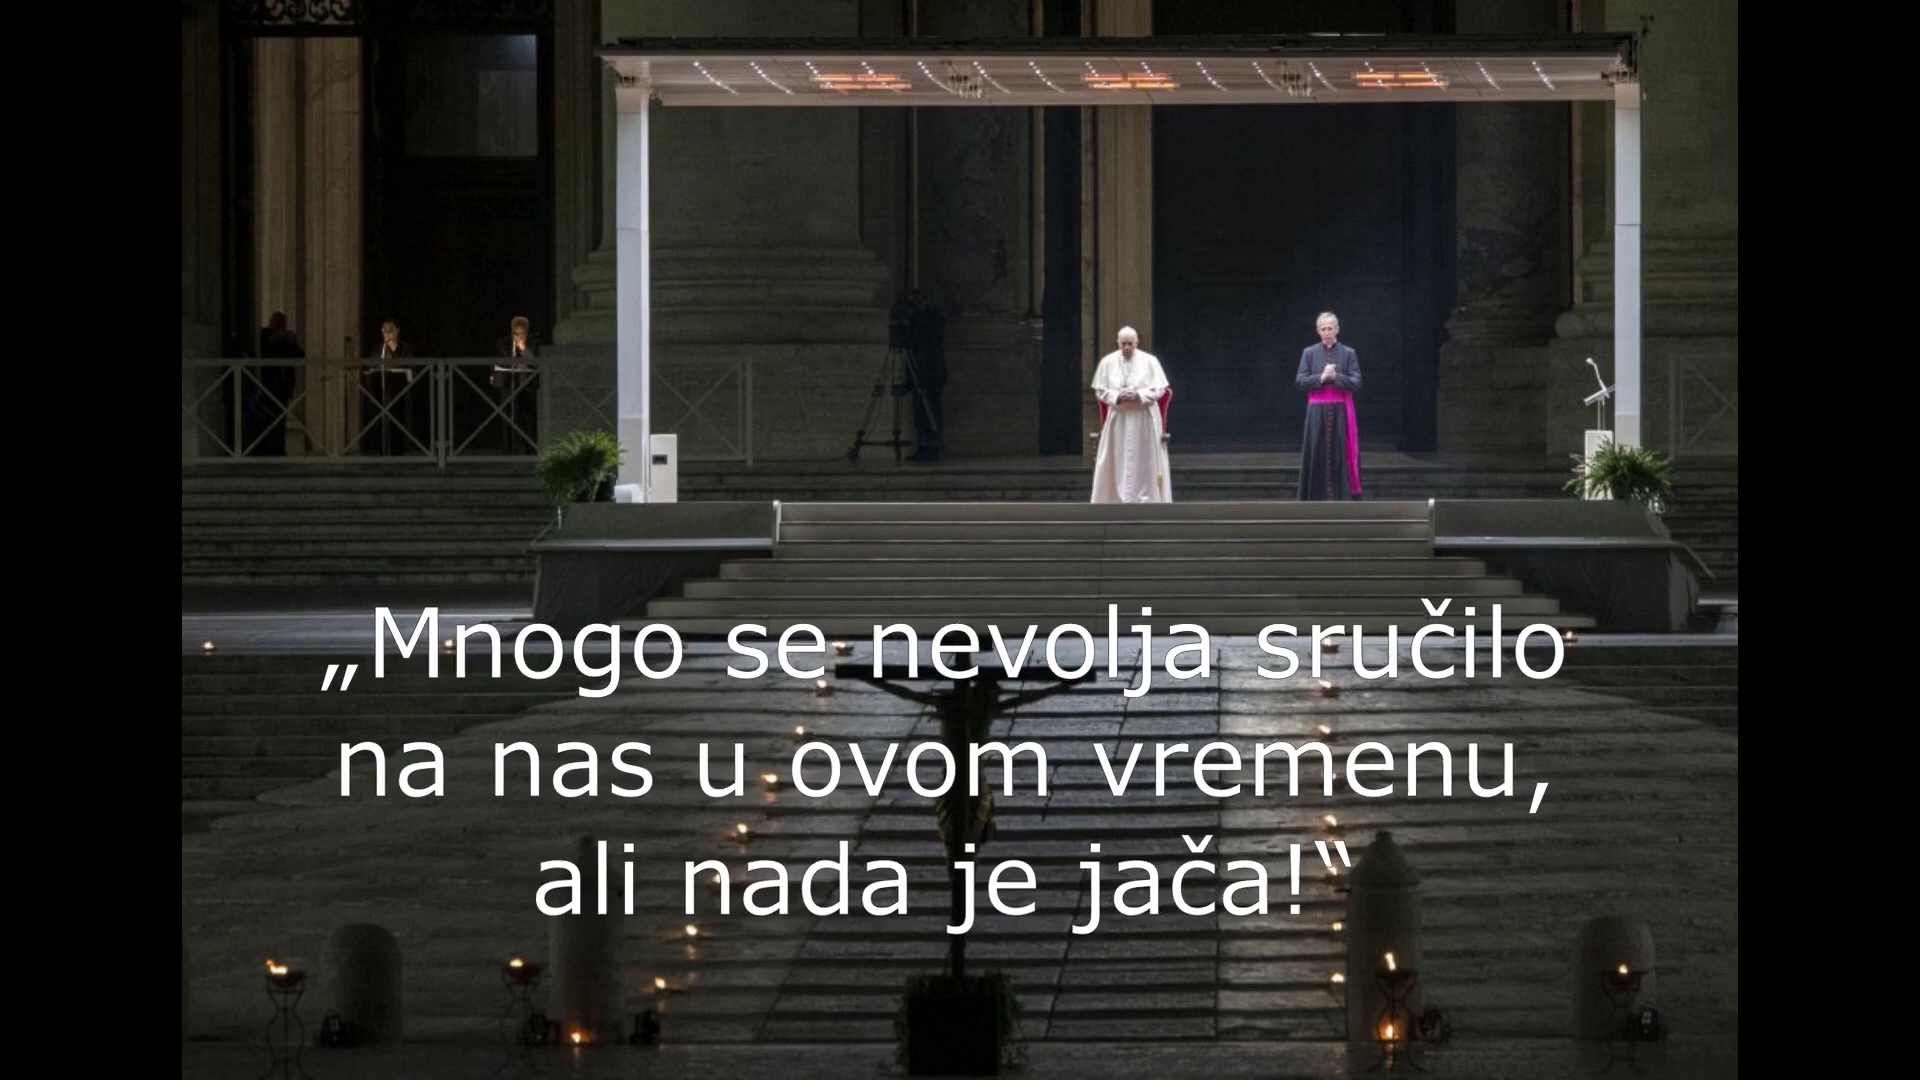 „Mnogo se nevolja sručilo
na nas u ovom vremenu,
ali nada je jača!“